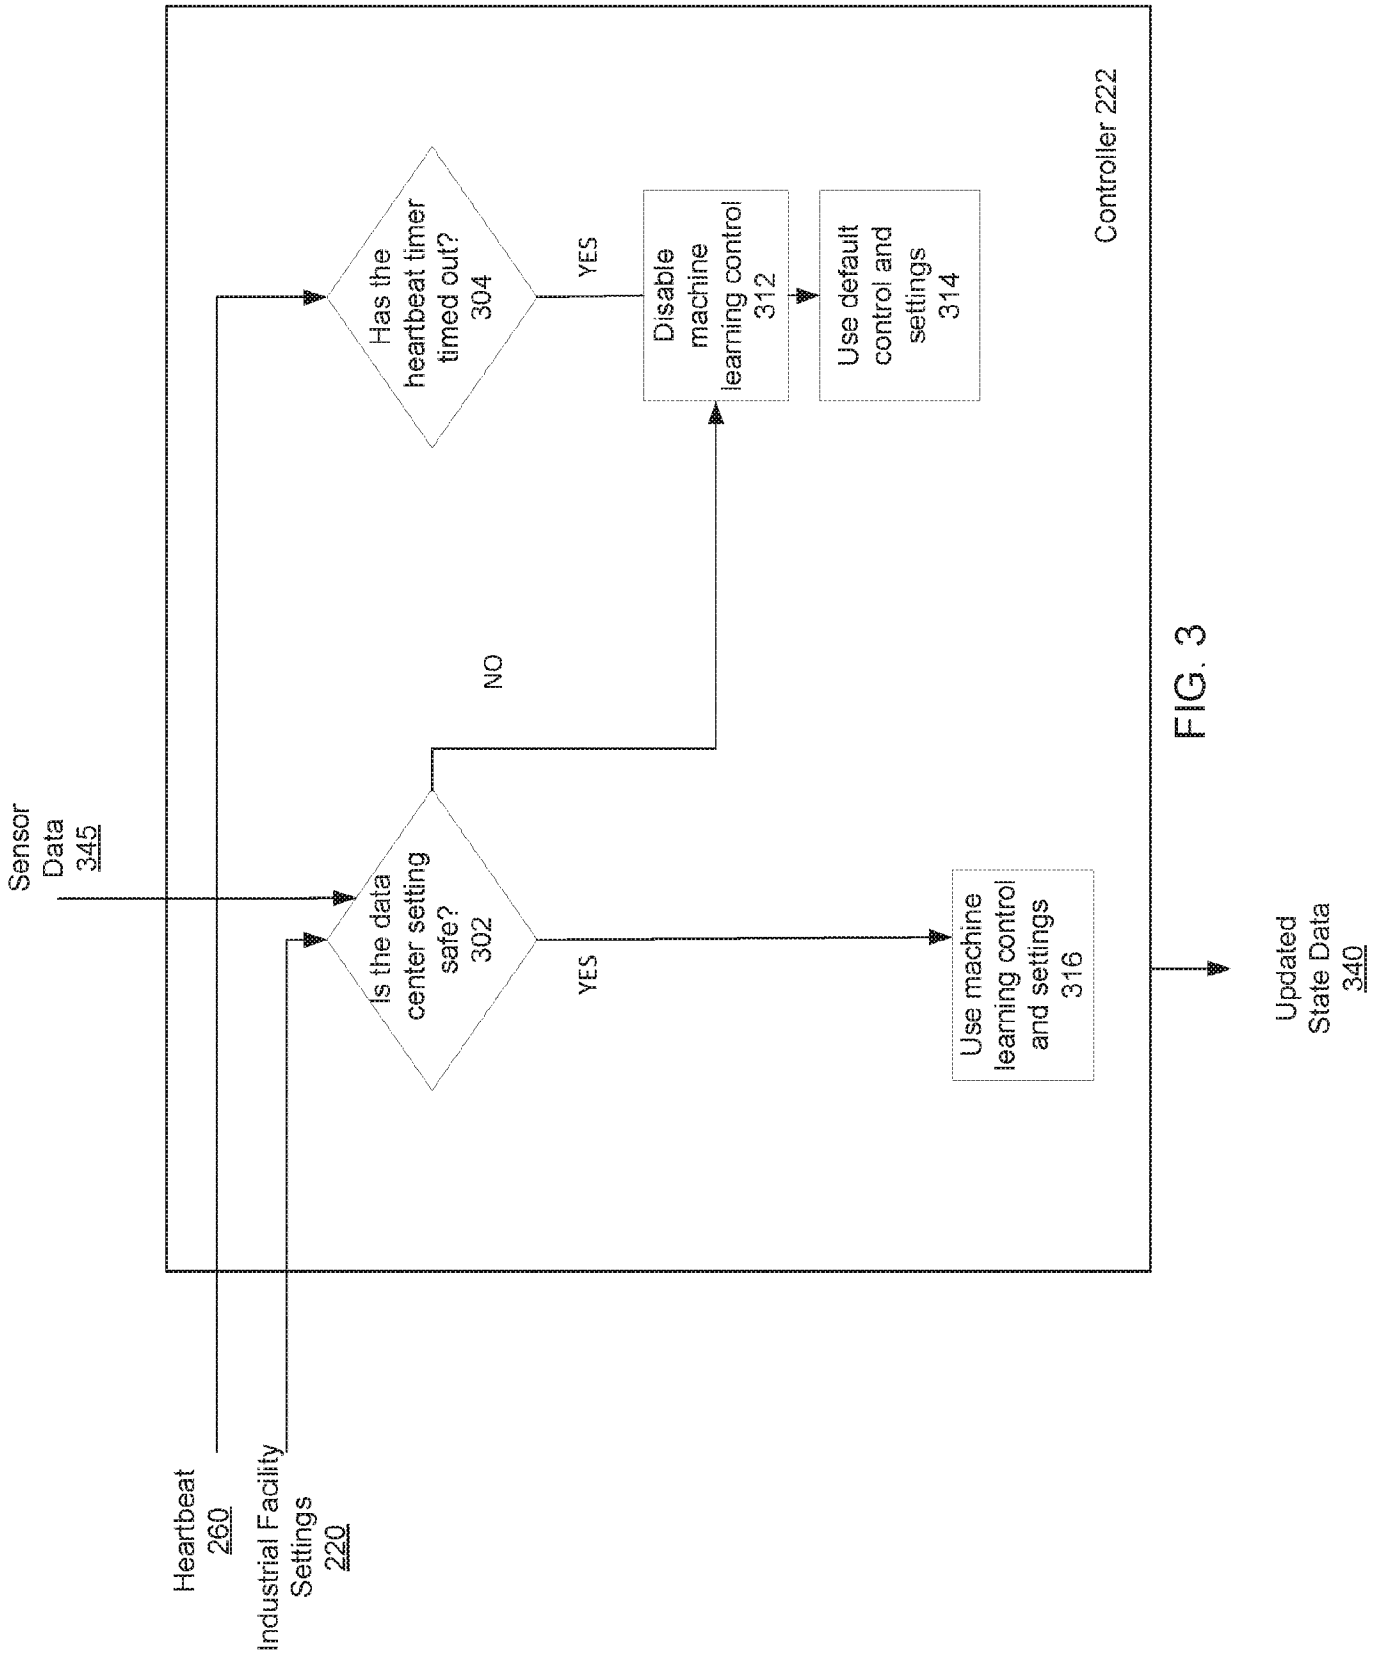 Heartbeat
260
Industrial Facility
Settings
220
Sensor
Data
345
Is the data
center setting
safe?
302
NO
YES
Has the
heartbeat timer
timed out?
304
YES
Disable
machine
learning control
312
Use default
control and
settings
314
Use machine
learning control
and settings
316
Controller 222
Updated
State Data
340
FIG. 3